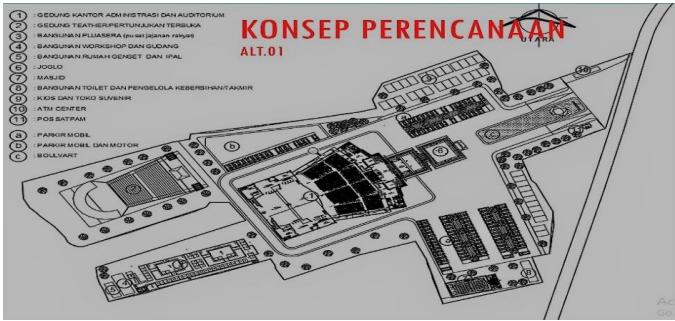 1 : GEDUNG KANTOR ADMINISTRASI DAN AUDITORIUM
2 : GEDUNG TEATHER/PERTUNJUKAN TERBUKA
3 : BANGUNAN PUJASERA (pusat jajanan rakyat)
4 : BANGUNAN WORKSHOP DAN GUDANG
5 : BANGUNAN RUMAH GENSET DAN IPAL
6 : JOGLO
7 : MASJID
8 : BANGUNAN TOILET DAN PENGELOLA KEBERSIHAN/TAKMIR
9 : KIOS DAN TOKO SUVENIR
10 : ATM CENTER
11 : POS SATPAM
a : PARKIR MOBIL
b : PARKIR MOBIL DAN MOTOR
c : BOULVART
KONSEP PERENCANAAN
ALT.01
UTARA
b
1
Ac
Go